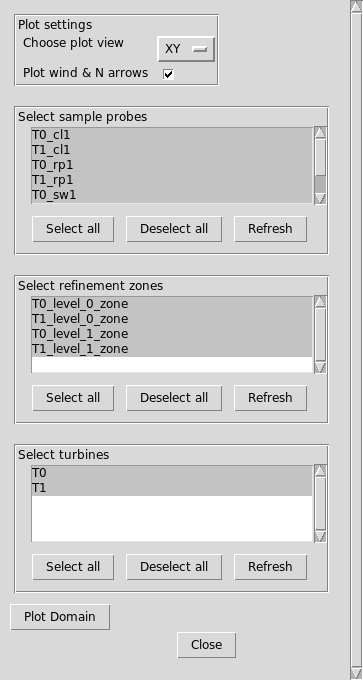 Plot settings
Choose plot view XY
Plot wind & N arrows
Select sample probes
T0_cl1
T1_cl1
T0_rp1
T1_rp1
T0_sw1
Select all Deselect all Refresh
Select refinement zones
T0_level_0_zone
T1_level_0_zone
T0_level_1_zone
T1_level_1_zone
Select all Deselect all Refresh
Select turbines
T0
T1
Select all Deselect all Refresh
Plot Domain
Close